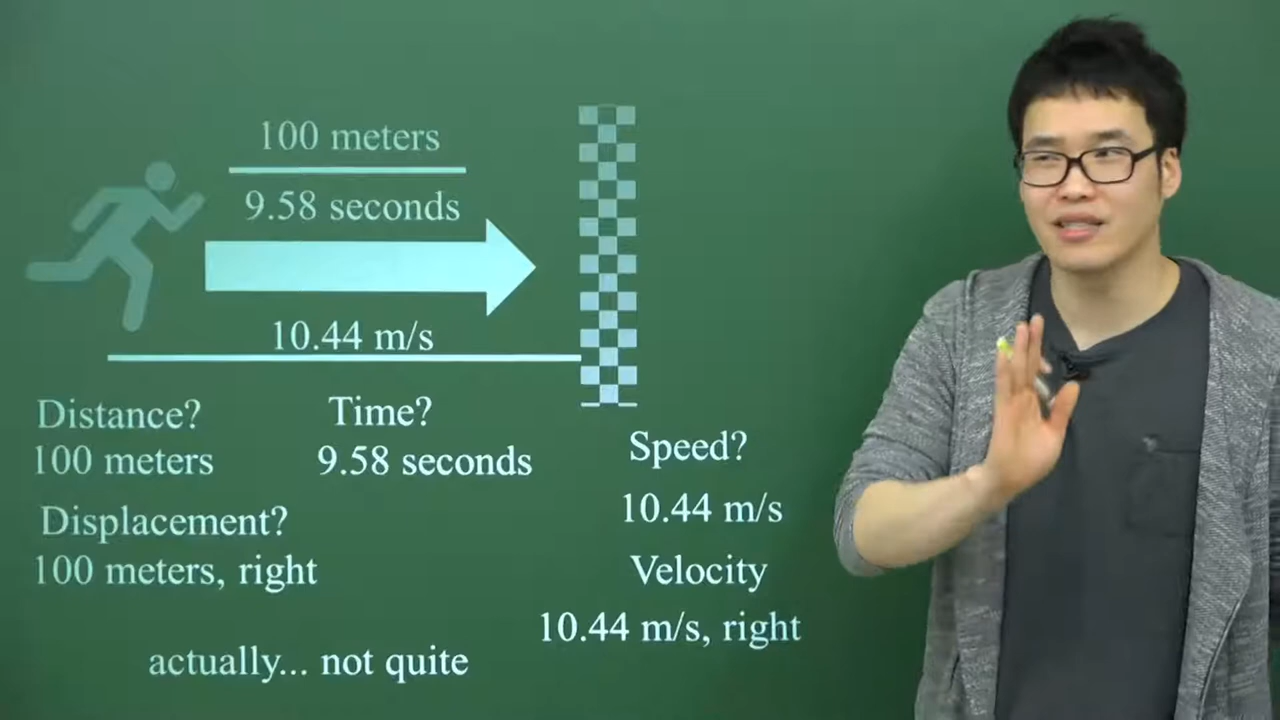 100 meters
9.58 seconds
10.44 m/s
Distance?
100 meters
Time?
9.58 seconds
Displacement?
100 meters, right
Speed?
10.44 m/s
Velocity
10.44 m/s, right
actually... not quite